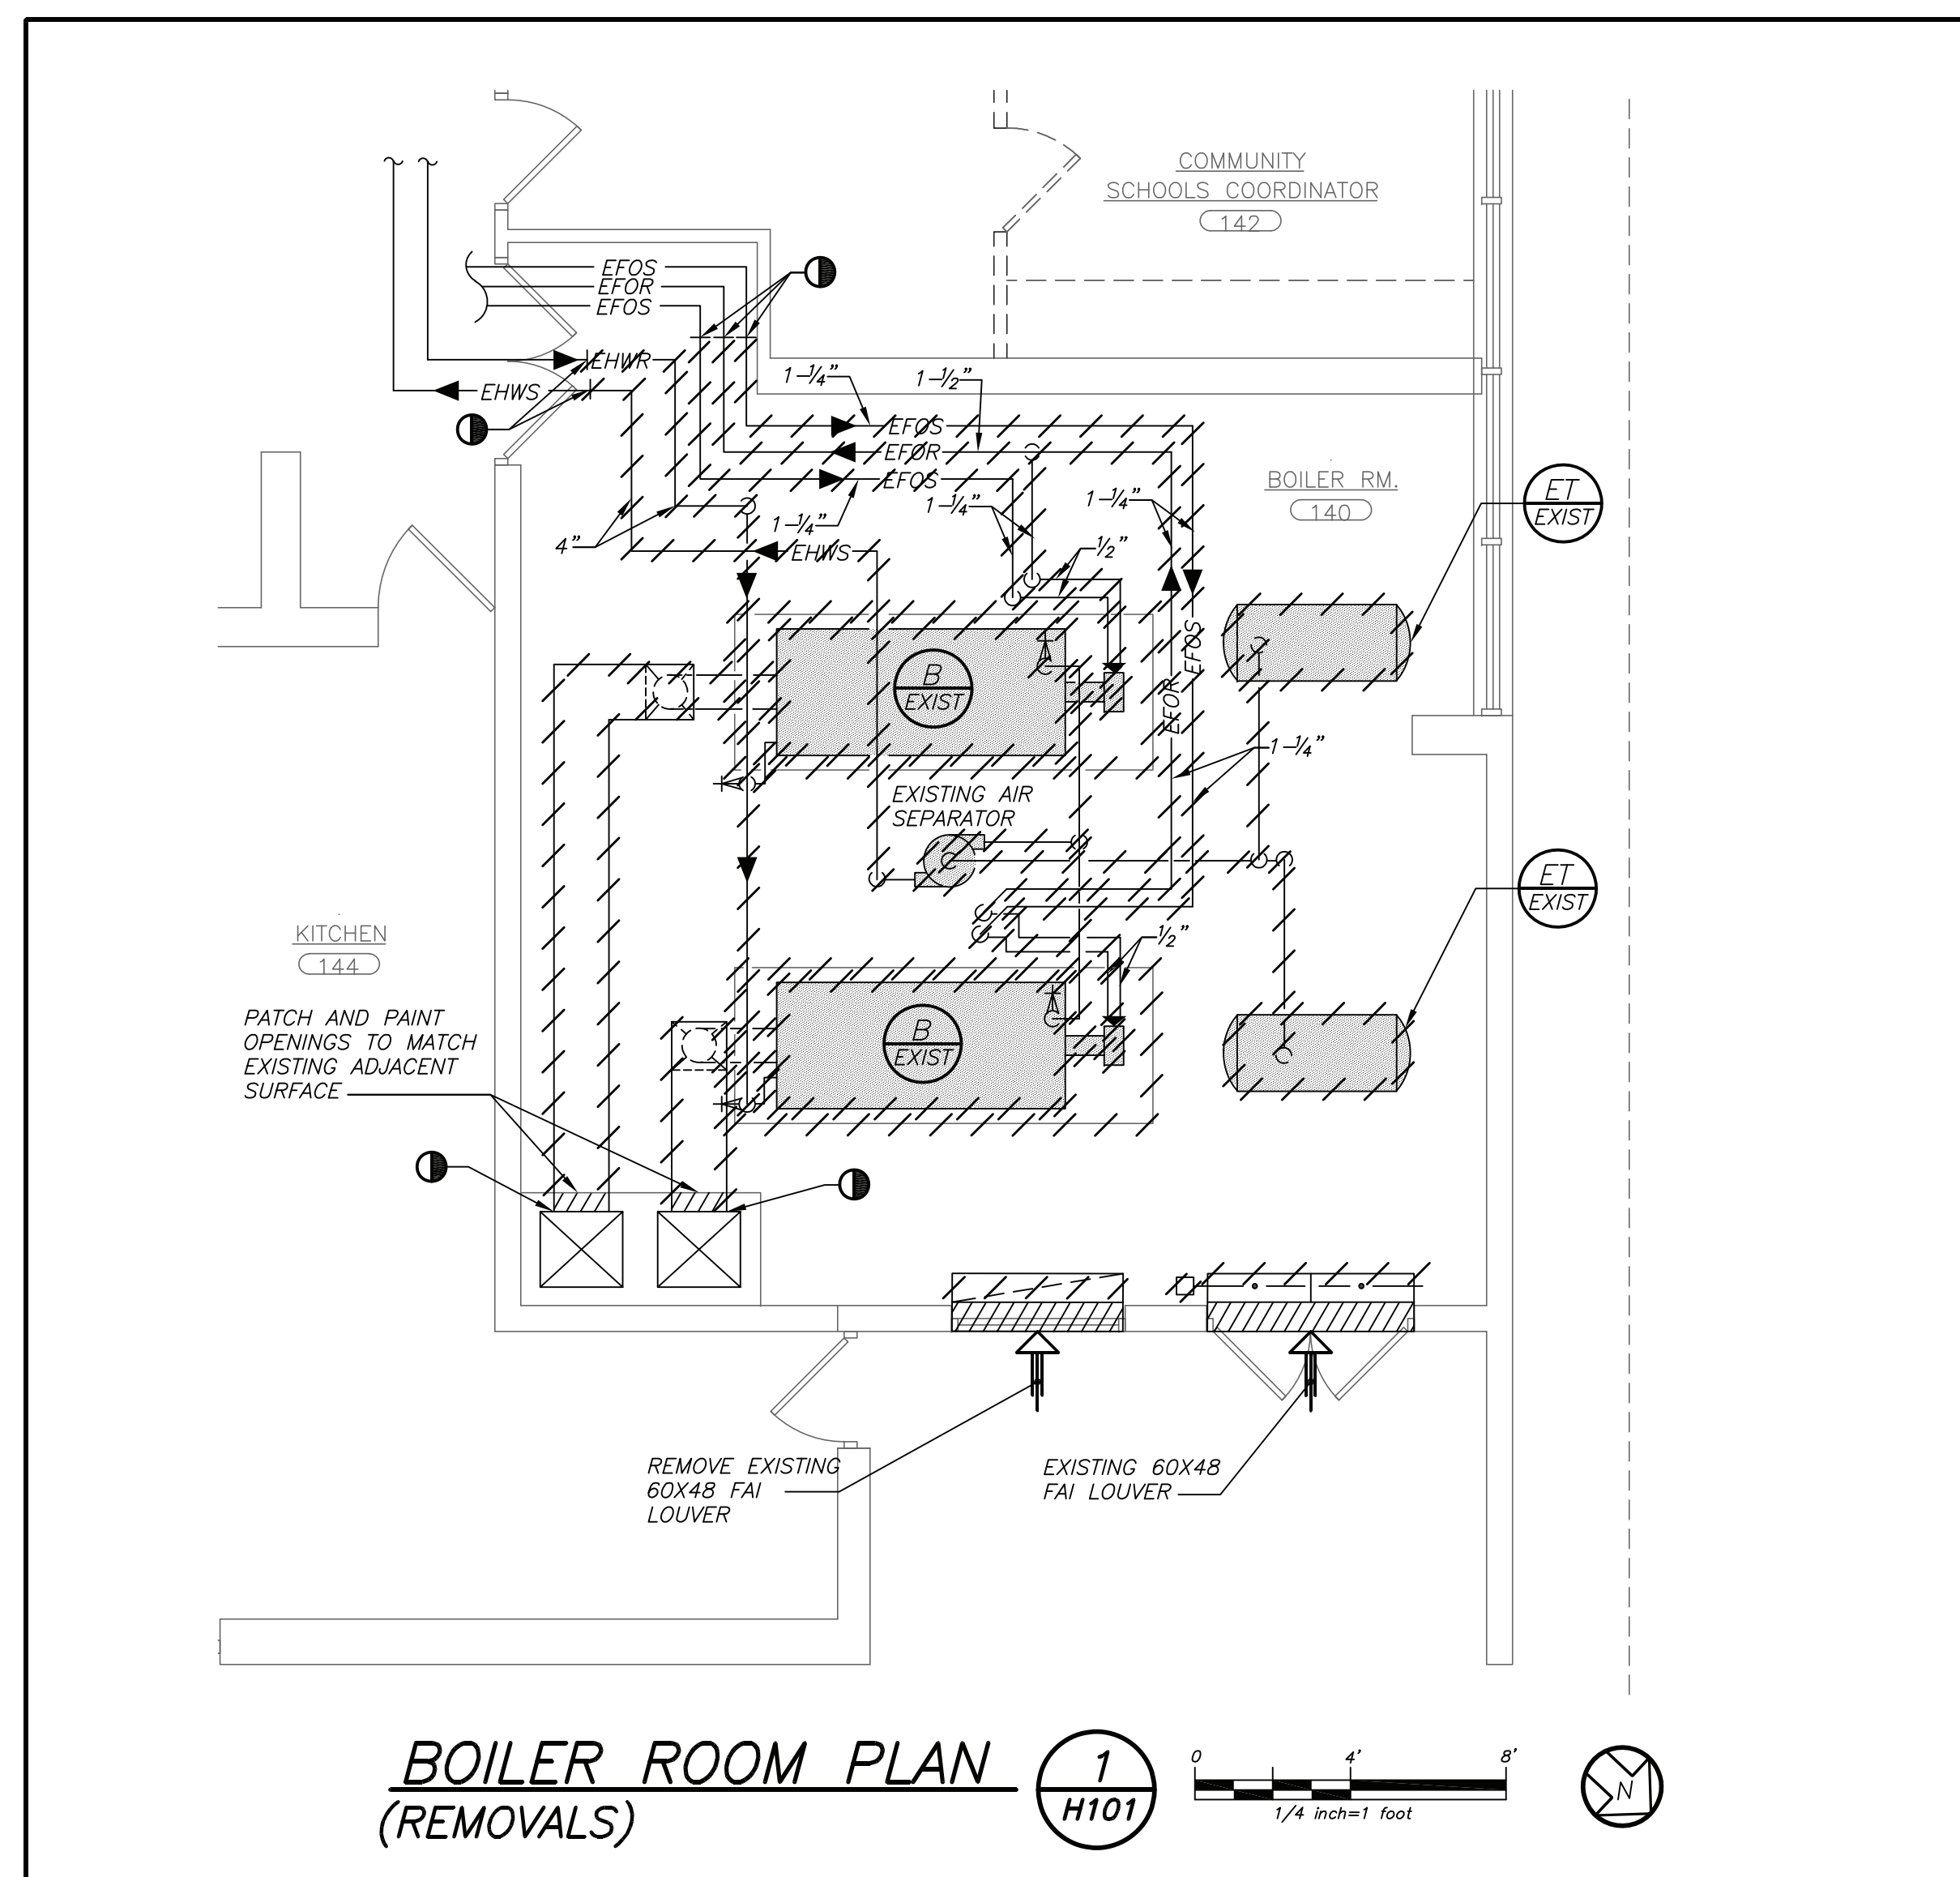 COMMUNITY
SCHOOLS COORDINATOR
142
EFOS
EFOR
EFOS
EHWR
EHWS
1-1/4"
1-1/2"
EFOS
EFOR
EFOS
BOILER RM.
140
ET
EXIST
1-1/4"
1-1/4"
1-1/4"
4"
EHWS
1/2"
EFOS
EFOR
B
EXIST
1-1/4"
EXISTING AIR
SEPARATOR
ET
EXIST
KITCHEN
144
1/2"
PATCH AND PAINT
OPENINGS TO MATCH
EXISTING ADJACENT
SURFACE
B
EXIST
REMOVE EXISTING
60X48 FAI
LOUVER
EXISTING 60X48
FAI LOUVER
BOILER ROOM PLAN
(REMOVALS)
1
H101
0 4' 8'
1/4 inch=1 foot
N